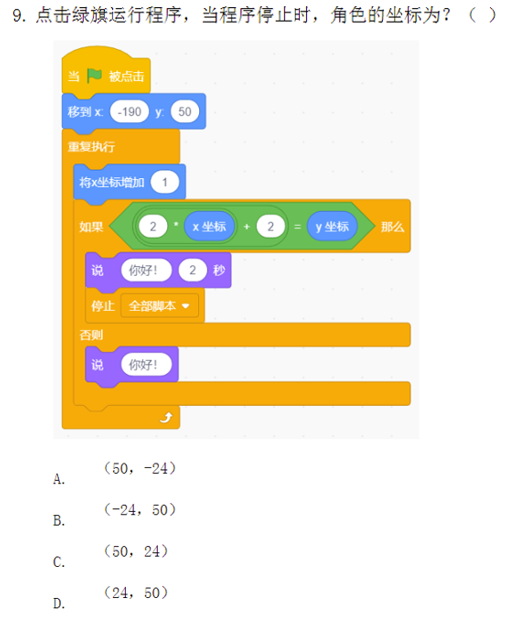 9. 点击绿旗运行程序，当程序停止时，角色的坐标为？（ ）
当 被点击
移到 x: -190 y: 50
重复执行
将x坐标增加 1
如果 2 * x 坐标 + 2 = y 坐标 那么
说 你好！ 2 秒
停止 全部脚本
否则
说 你好！
A. （50，-24）
B. （-24，50）
C. （50，24）
D. （24，50）